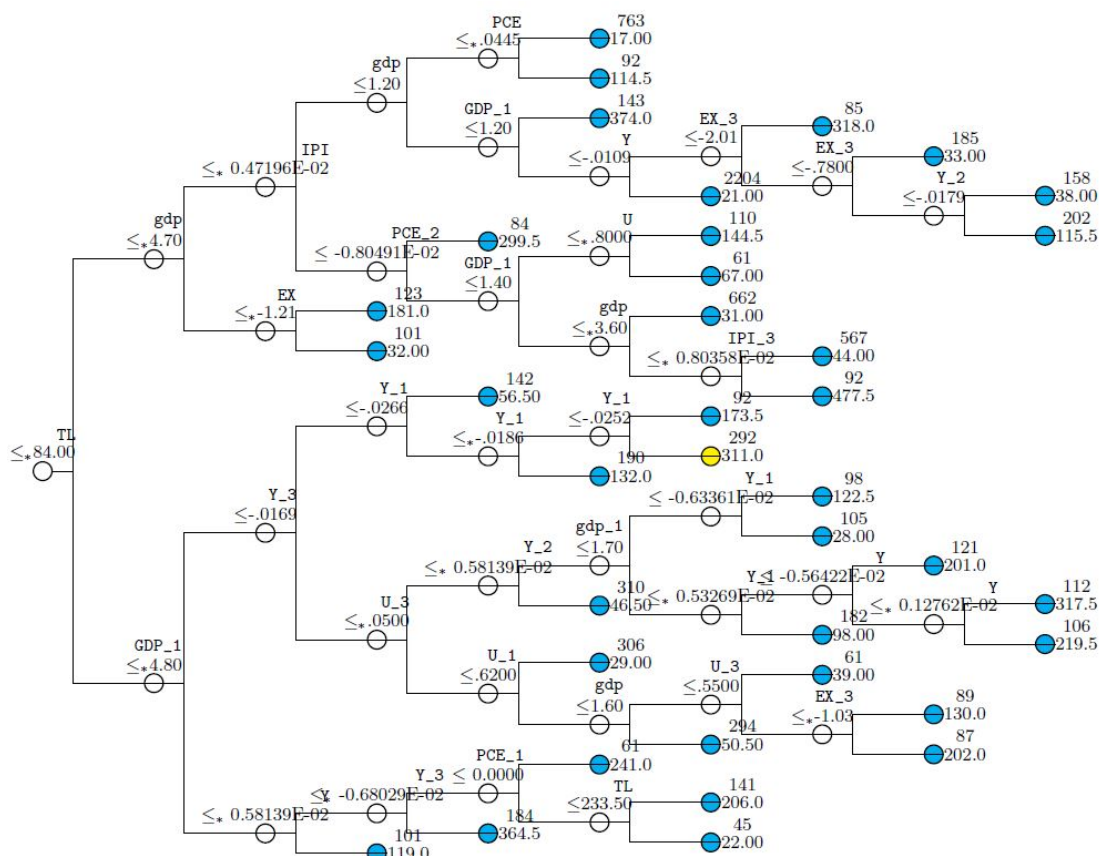 PCE
≤*.0445
763
17.00
92
114.5
gdp
≤1.20
GDP_1
≤1.20
143
374.0
Y
≤-.0109
EX_3
≤-2.01
85
318.0
EX_3
≤-.7800
185
33.00
Y_2
≤-.0179
158
38.00
202
115.5
2204
21.00
IPI
≤* 0.47196E-02
gdp
≤*4.70
PCE_2
≤ -0.80491E-02
84
299.5
GDP_1
≤1.40
U
≤*.8000
110
144.5
61
67.00
gdp
≤*3.60
662
31.00
IPI_3
≤* 0.80358E-02
567
44.00
92
477.5
EX
≤*-1.21
123
181.0
101
32.00
TL
≤*84.00
Y_1
≤-.0266
142
56.50
Y_1
≤*-.0186
Y_1
≤-.0252
92
173.5
292
311.0
190
132.0
Y_3
≤-.0169
Y_1
≤ -0.63361E-02
98
122.5
105
28.00
gdp_1
≤1.70
Y_2
≤* 0.58139E-02
310
46.50
Y_1
≤* 0.53269E-02
Y
≤ -0.56422E-02
121
201.0
Y
≤* 0.12762E-02
112
317.5
106
219.5
182
98.00
U_3
≤*.0500
U_1
≤.6200
306
29.00
gdp
≤1.60
U_3
≤.5500
61
39.00
EX_3
≤*-1.03
89
130.0
87
202.0
294
50.50
GDP_1
≤*4.80
PCE_1
≤ 0.0000
61
241.0
TL
≤233.50
141
206.0
45
22.00
Y_3
≤* -0.68029E-02
184
364.5
Y
≤* 0.58139E-02
101
119.0